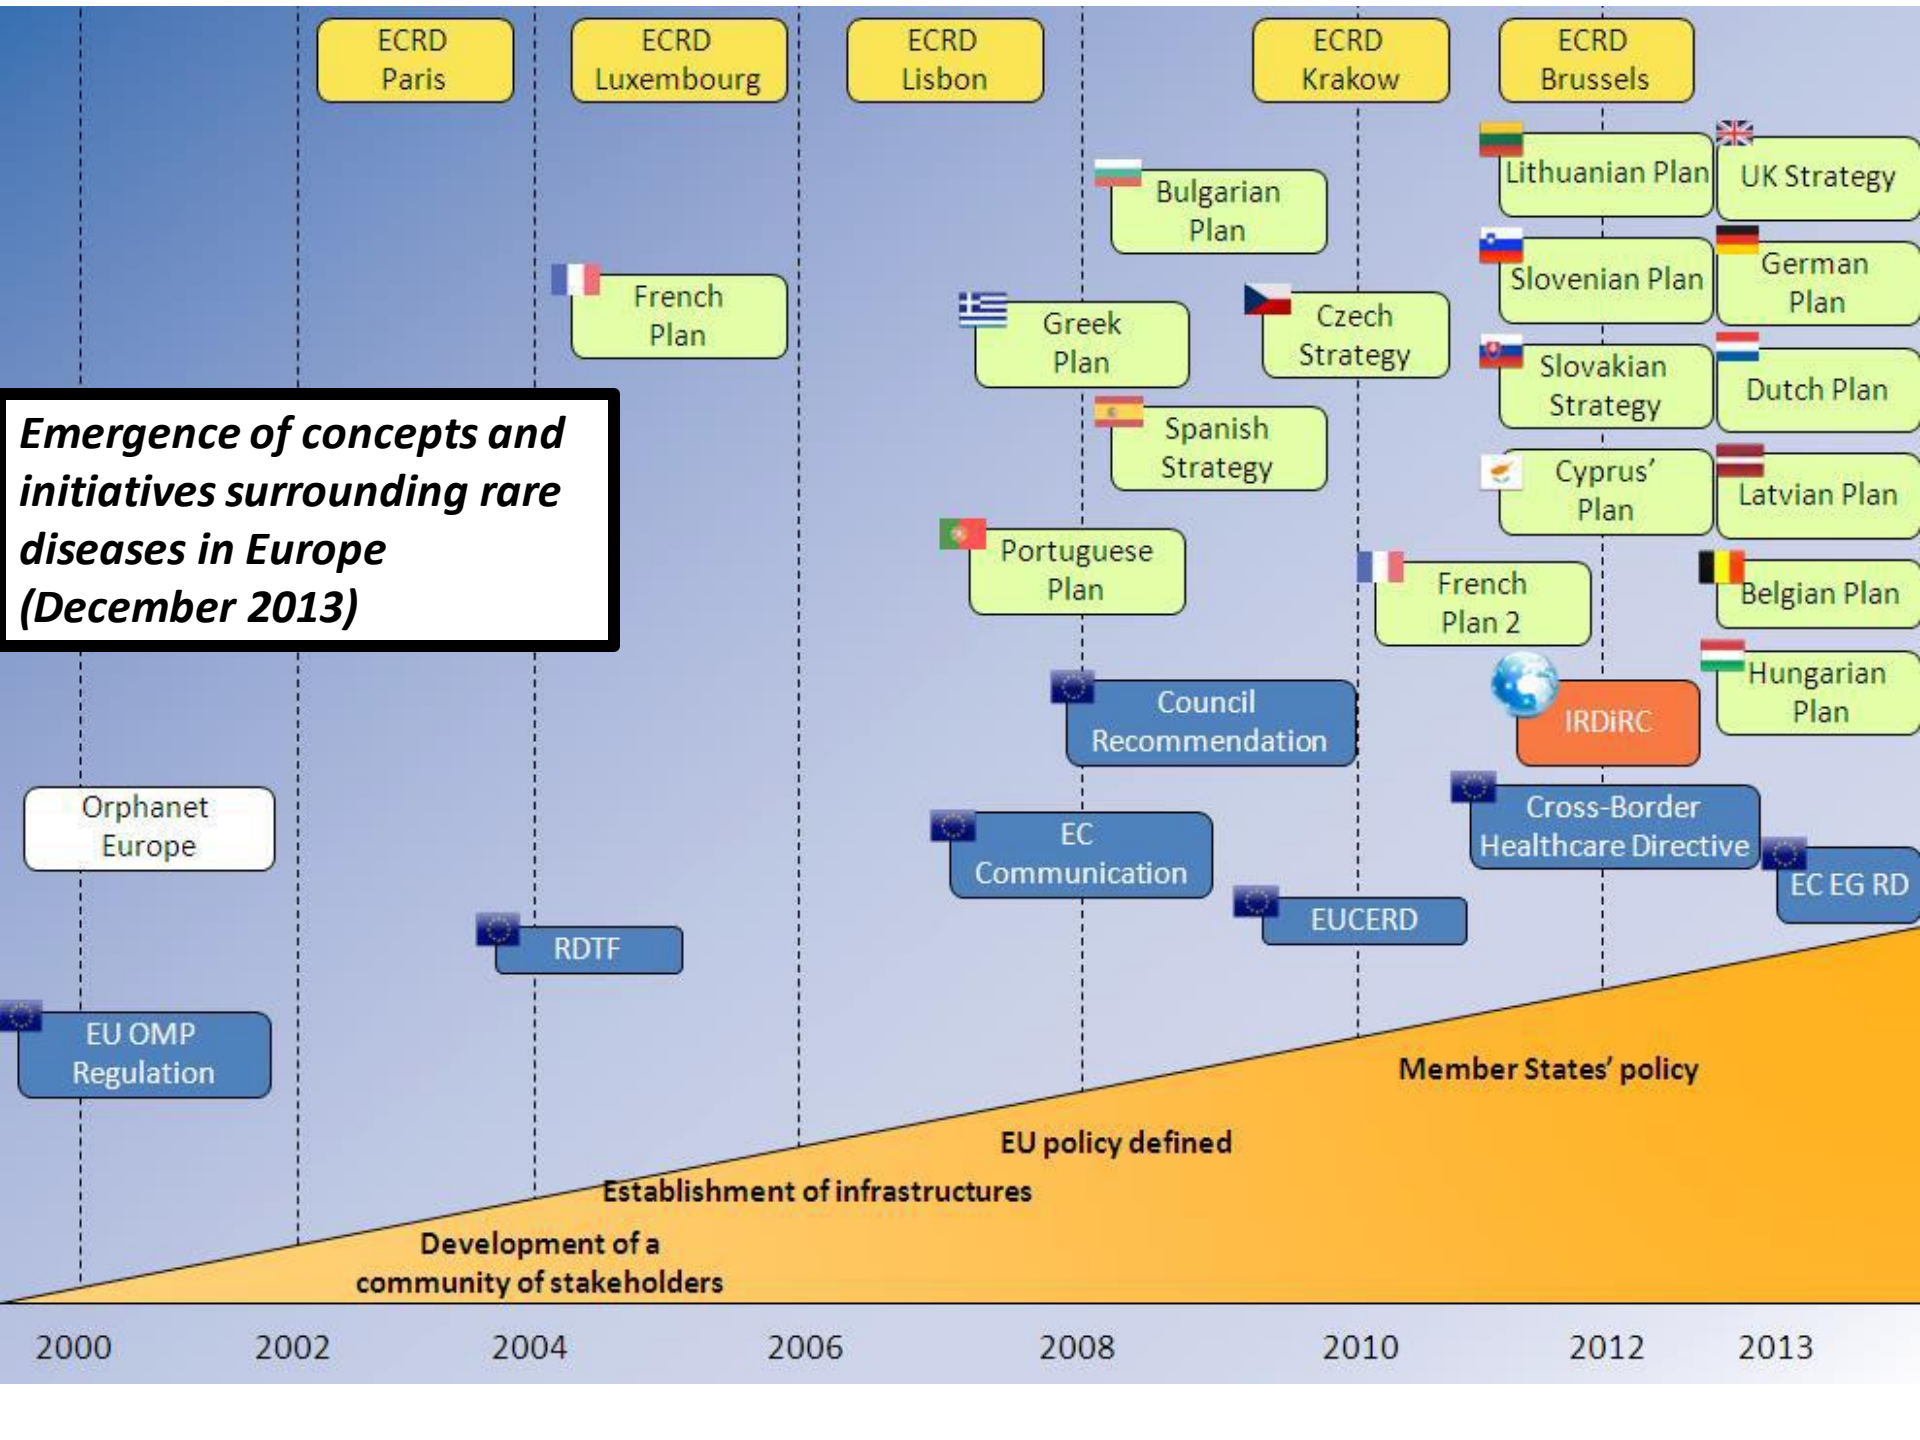 ECRD
Paris
ECRD
Luxembourg
ECRD
Lisbon
ECRD
Krakow
ECRD
Brussels
Lithuanian Plan
UK Strategy
Bulgarian
Plan
Slovenian Plan
German
Plan
French
Plan
Greek
Plan
Czech
Strategy
Slovakian
Strategy
Dutch Plan
Emergence of concepts and
initiatives surrounding rare
diseases in Europe
(December 2013)
Spanish
Strategy
Cyprus’
Plan
Latvian Plan
Portuguese
Plan
French
Plan 2
Belgian Plan
Hungarian
Plan
Council
Recommendation
IRDiRC
Orphanet
Europe
EC
Communication
Cross-Border
Healthcare Directive
EC EG RD
EUCERD
RDTF
EU OMP
Regulation
Member States’ policy
EU policy defined
Establishment of infrastructures
Development of a
community of stakeholders
2000
2002
2004
2006
2008
2010
2012
2013